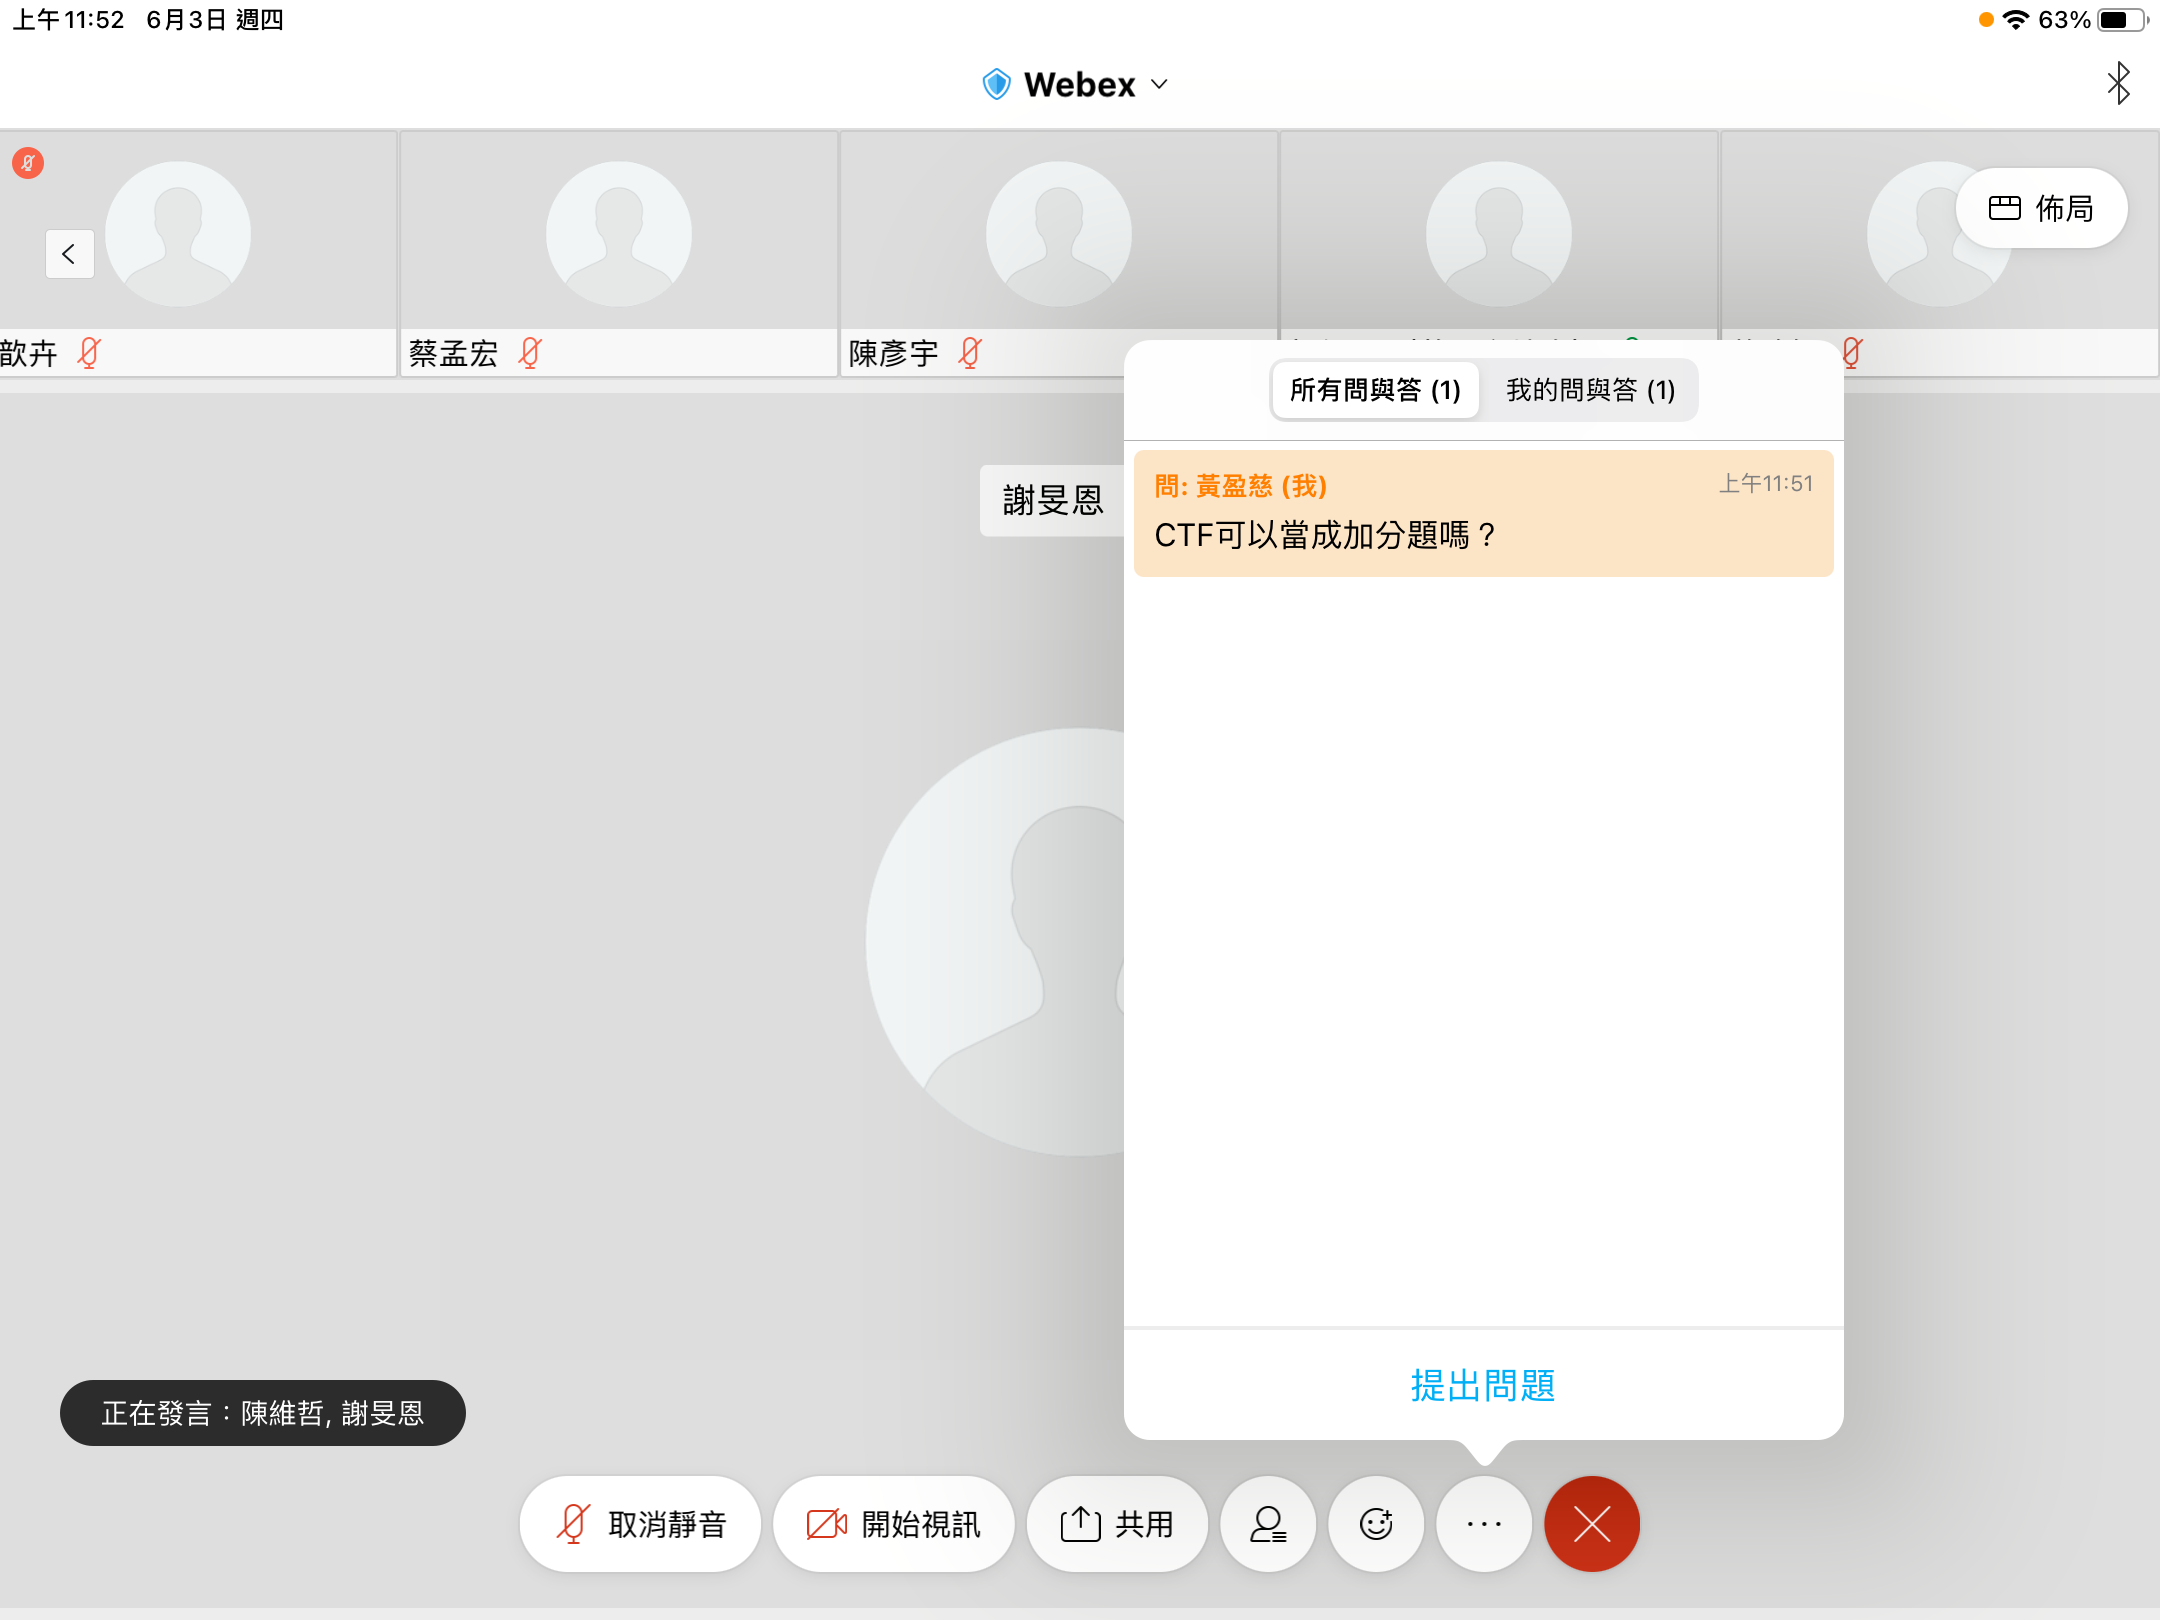 上午11:52 6月3日 週四
63%
Webex
佈局
歆卉
蔡孟宏
陳彥宇
所有問與答 (1)
我的問與答 (1)
謝旻恩
問: 黃盈慈 (我)
上午11:51
CTF可以當成加分題嗎？
提出問題
正在發言：陳維哲, 謝旻恩
取消靜音
開始視訊
共用